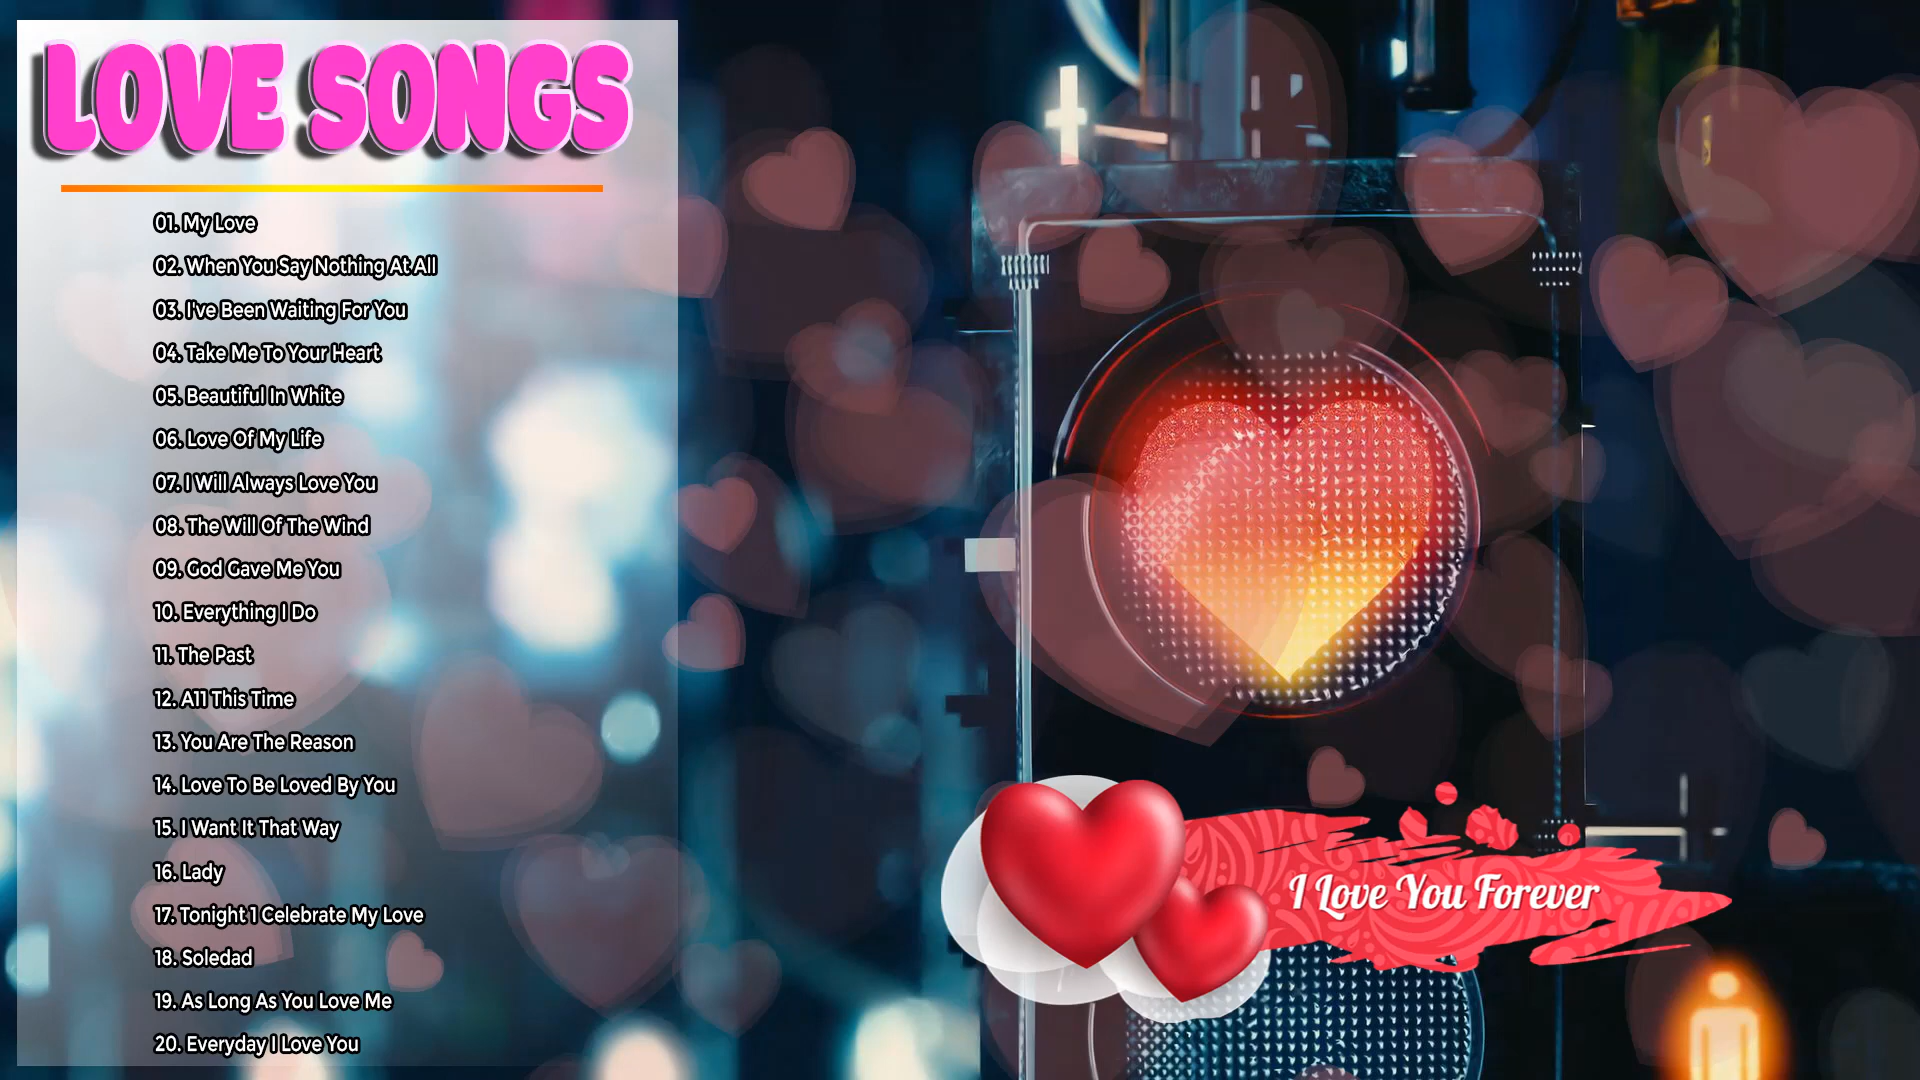 LOVE SONGS
01. My Love
02. When You Say Nothing At All
03. I've Been Waiting For You
04. Take Me To Your Heart
05. Beautiful In White
06. Love Of My Life
07. I Will Always Love You
08. The Will Of The Wind
09. God Gave Me You
10. Everything I Do
11. The Past
12. A11 This Time
13. You Are The Reason
14. Love To Be Loved By You
15. I Want It That Way
16. Lady
17. Tonight 1 Celebrate My Love
18. Soledad
19. As Long As You Love Me
20. Everyday I Love You
I Love You Forever